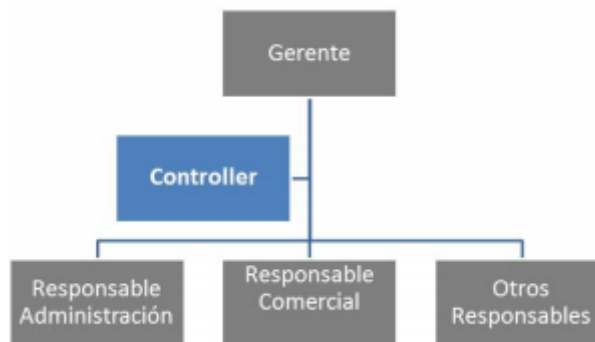 Gerente
Controller
Responsable
Administración
Responsable
Comercial
Otros
Responsables